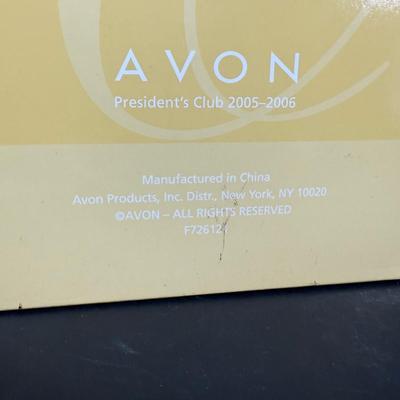 AVON
President's Club 2005–2006
Manufactured in China
Avon Products, Inc. Distr., New York, NY 10020
©AVON – ALL RIGHTS RESERVED